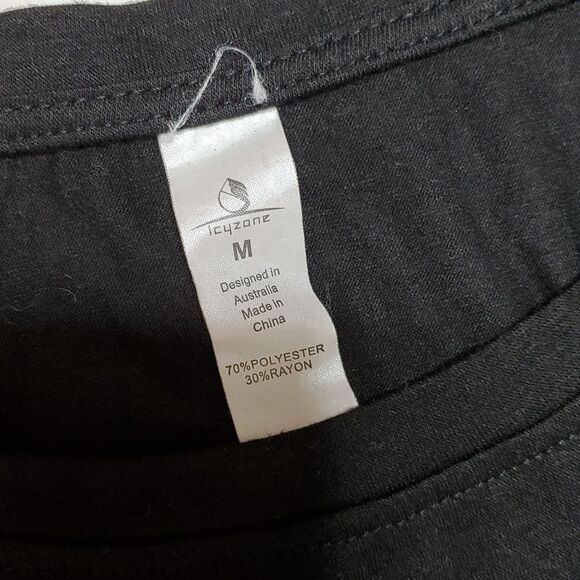 Icyzone
M
Designed in
Australia
Made in
China
70%POLYESTER
30%RAYON